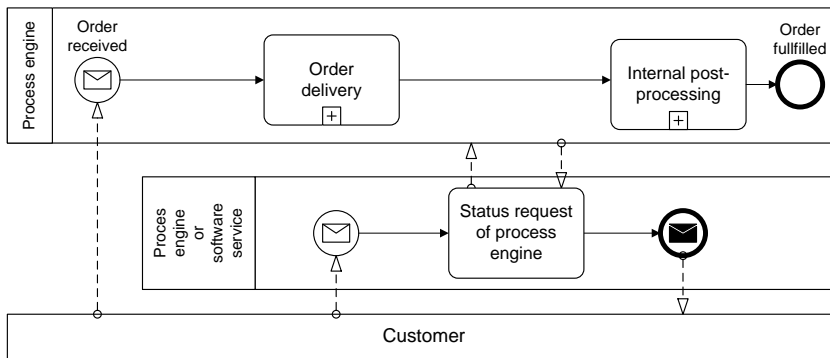 Process engine
Order
received
Order
delivery
Internal post-
processing
Order
fullfilled
Proces
engine
or
software
service
Status request
of process
engine
Customer